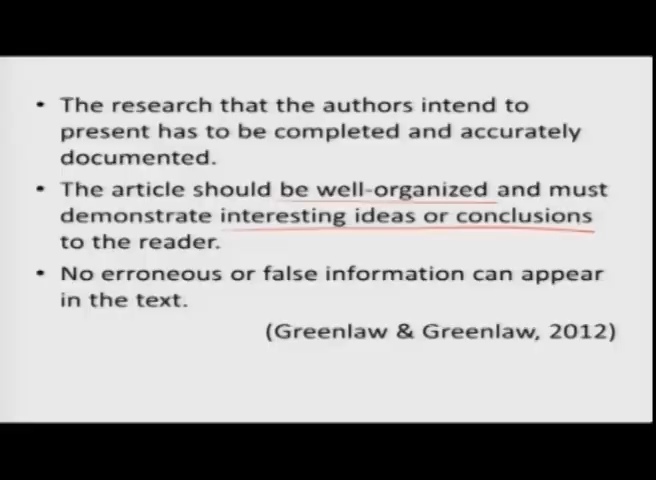 • The research that the authors intend to
present has to be completed and accurately
documented.
• The article should be well-organized and must
demonstrate interesting ideas or conclusions
to the reader.
• No erroneous or false information can appear
in the text.
(Greenlaw & Greenlaw, 2012)